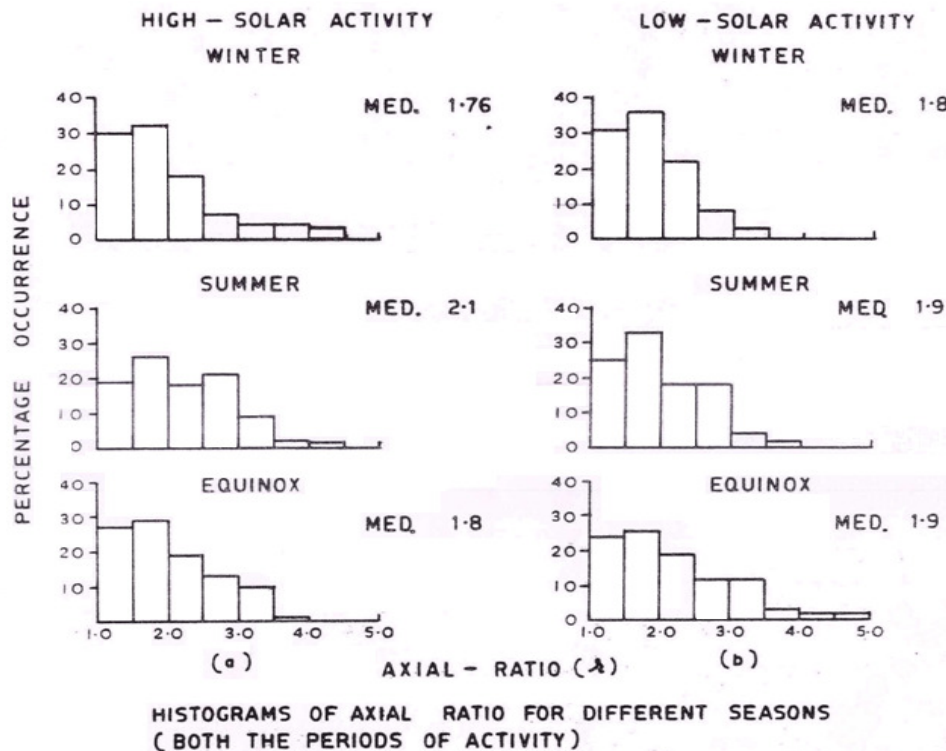 HIGH – SOLAR ACTIVITY
WINTER
MED. 1·76
40
30
20
10
0
SUMMER
MED. 2·1
40
30
20
10
0
EQUINOX
MED. 1·8
40
30
20
10
1·0 2·0 3·0 4·0 5·0
(a)
LOW – SOLAR ACTIVITY
WINTER
MED. 1·8
40
30
20
10
0
SUMMER
MED 1·9
40
30
20
10
0
EQUINOX
MED. 1·9
40
30
20
10
0
1·0 2·0 3·0 4·0 5·0
(b)
PERCENTAGE OCCURRENCE
AXIAL – RATIO
HISTOGRAMS OF AXIAL RATIO FOR DIFFERENT SEASONS
(BOTH THE PERIODS OF ACTIVITY)